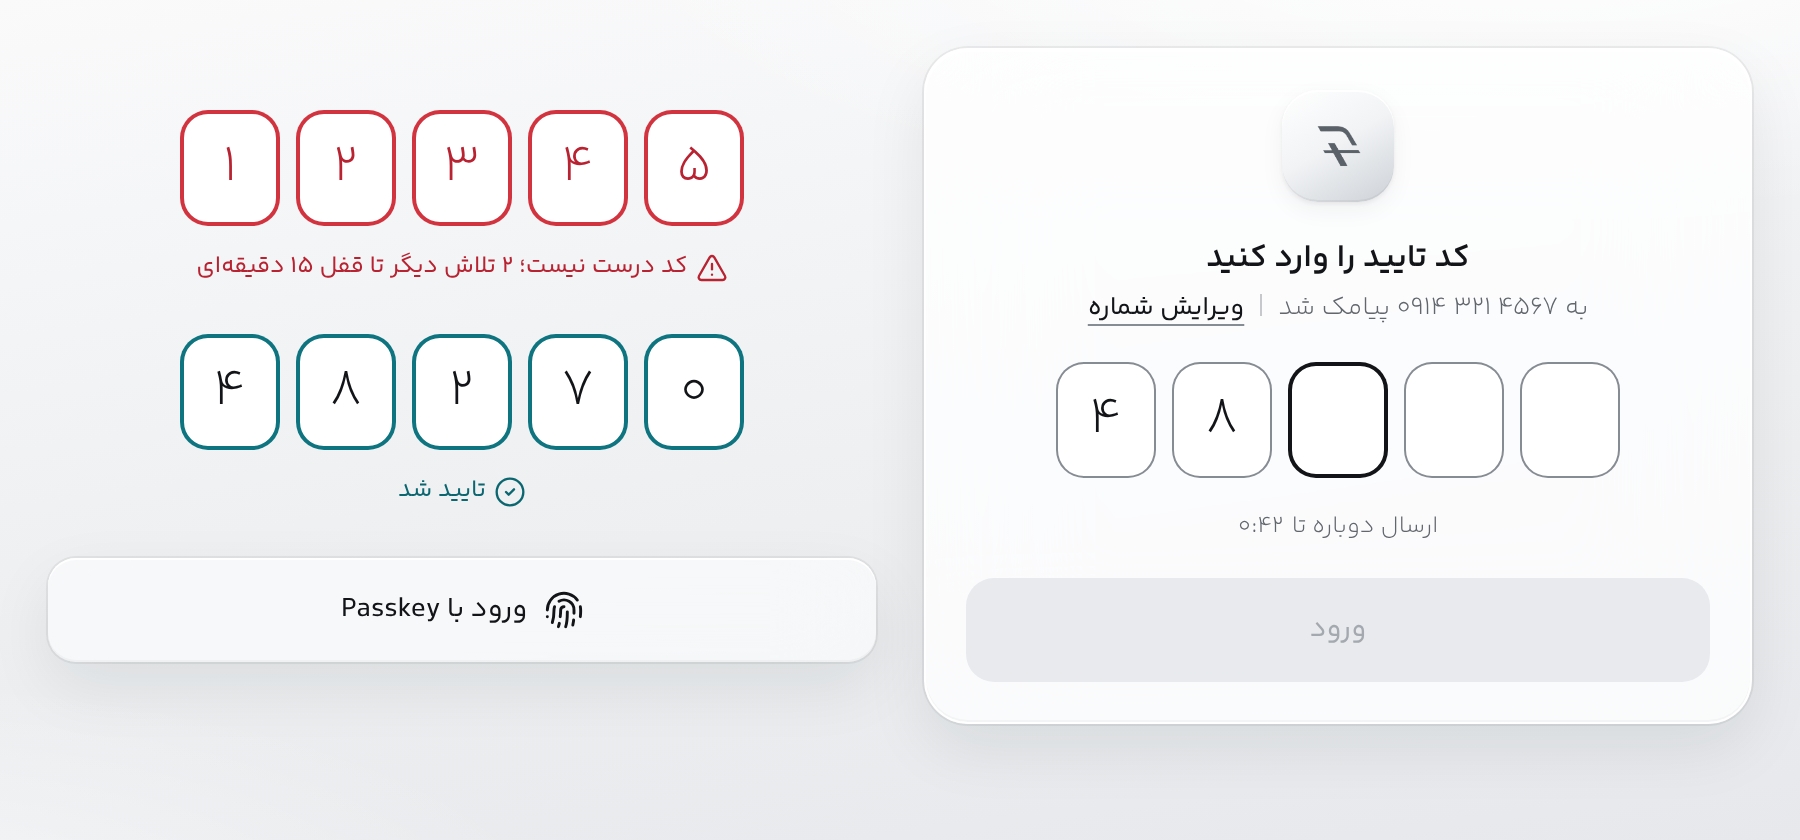 کد تایید را وارد کنید
به ۰۹۱۴ ۳۲۱ ۴۵۶۷ پیامک شد | ویرایش شماره
۴ ۸
ارسال دوباره تا ۰:۴۲
ورود
۱ ۲ ۳ ۴ ۵
کد درست نیست؛ ۲ تلاش دیگر تا قفل ۱۵ دقیقه‌ای
۴ ۸ ۲ ۷ ۰
تایید شد
ورود با Passkey